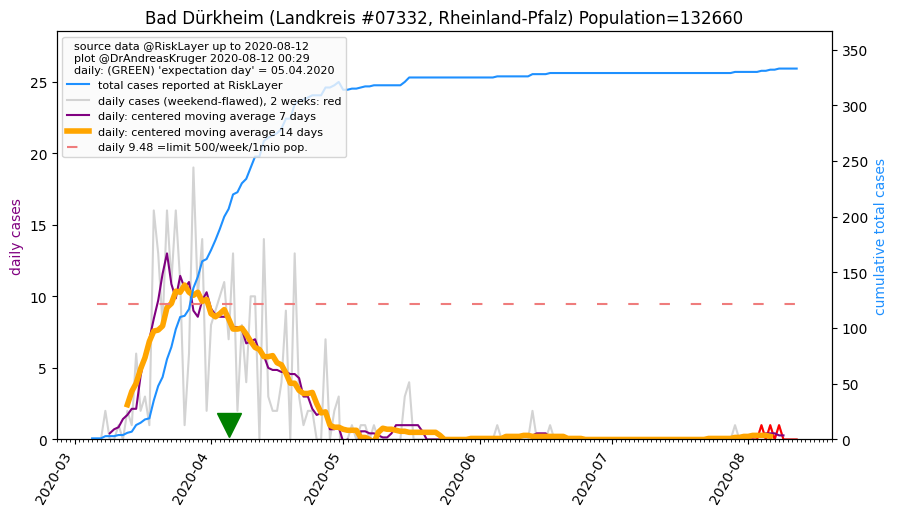 Bad Dürkheim (Landkreis #07332, Rheinland-Pfalz) Population=132660
source data @RiskLayer up to 2020-08-12
plot @DrAndreasKruger 2020-08-12 00:29
daily: (GREEN) 'expectation day' = 05.04.2020
total cases reported at RiskLayer
daily cases (weekend-flawed), 2 weeks: red
daily: centered moving average 7 days
daily: centered moving average 14 days
daily 9.48 =limit 500/week/1mio pop.
daily cases
0
5
10
15
20
25
cumulative total cases
0
50
100
150
200
250
300
350
2020-03
2020-04
2020-05
2020-06
2020-07
2020-08